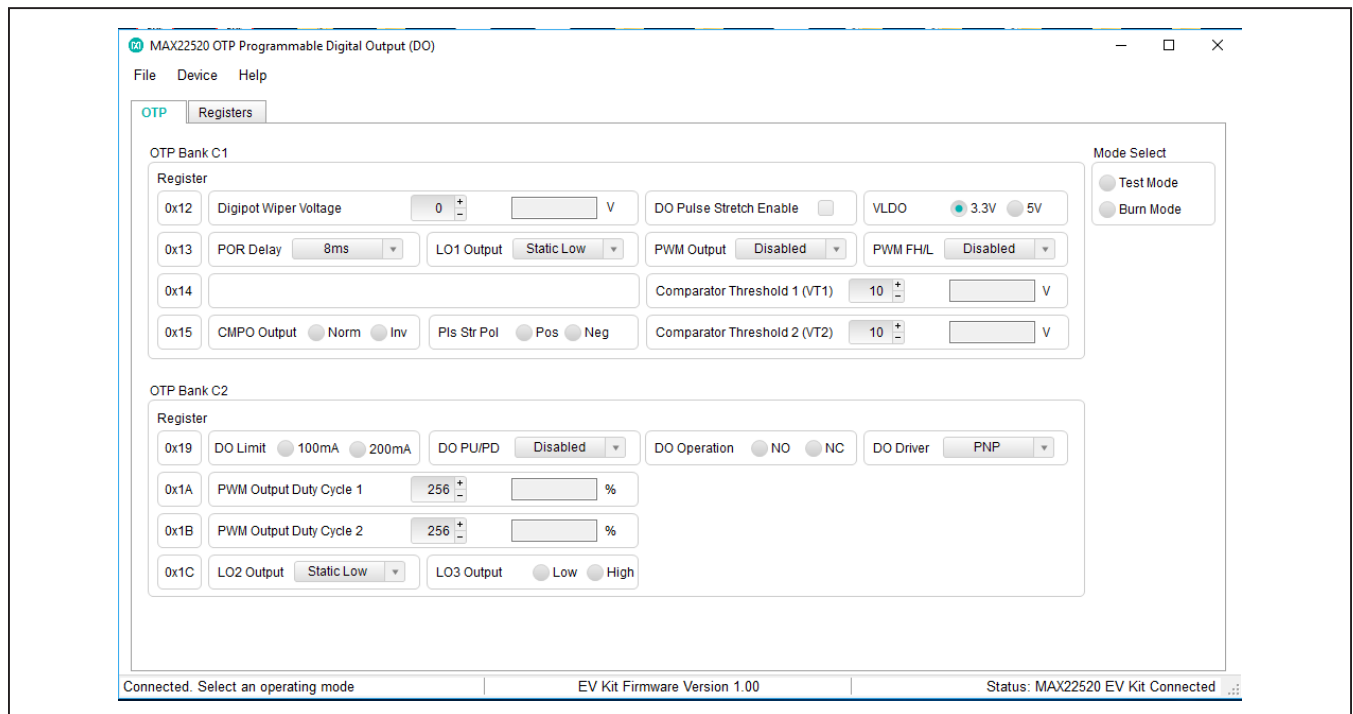 MAX22520 OTP Programmable Digital Output (DO)
File Device Help
OTP Registers
OTP Bank C1
Mode Select
Register
Test Mode
0x12 Digipot Wiper Voltage 0 + - V DO Pulse Stretch Enable VLDO 3.3V 5V
Burn Mode
0x13 POR Delay 8ms LO1 Output Static Low PWM Output Disabled PWM FH/L Disabled
0x14 Comparator Threshold 1 (VT1) 10 + - V
0x15 CMPO Output Norm Inv Pls Str Pol Pos Neg Comparator Threshold 2 (VT2) 10 + - V
OTP Bank C2
Register
0x19 DO Limit 100mA 200mA DO PU/PD Disabled DO Operation NO NC DO Driver PNP
0x1A PWM Output Duty Cycle 1 256 + - %
0x1B PWM Output Duty Cycle 2 256 + - %
0x1C LO2 Output Static Low LO3 Output Low High
Connected. Select an operating mode EV Kit Firmware Version 1.00 Status: MAX22520 EV Kit Connected